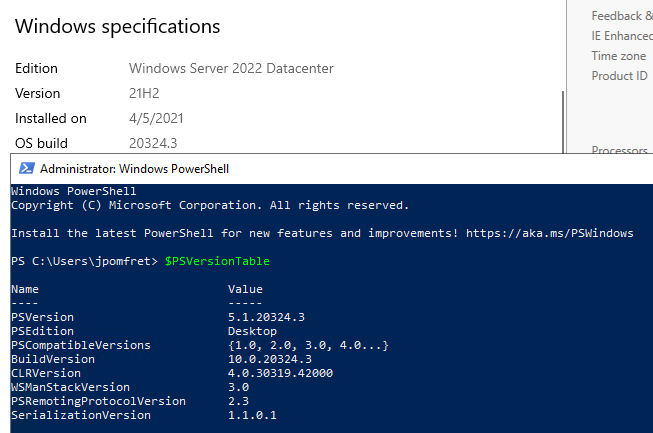 Windows specifications
Edition Windows Server 2022 Datacenter
Version 21H2
Installed on 4/5/2021
OS build 20324.3
Feedback &
IE Enhanced
Time zone
Product ID
Processors
Administrator: Windows PowerShell
Windows PowerShell
Copyright (C) Microsoft Corporation. All rights reserved.
Install the latest PowerShell for new features and improvements! https://aka.ms/PSWindows
PS C:\Users\jpomfret> $PSVersionTable
Name Value
---- -----
PSVersion 5.1.20324.3
PSEdition Desktop
PSCompatibleVersions {1.0, 2.0, 3.0, 4.0...}
BuildVersion 10.0.20324.3
CLRVersion 4.0.30319.42000
WSManStackVersion 3.0
PSRemotingProtocolVersion 2.3
SerializationVersion 1.1.0.1